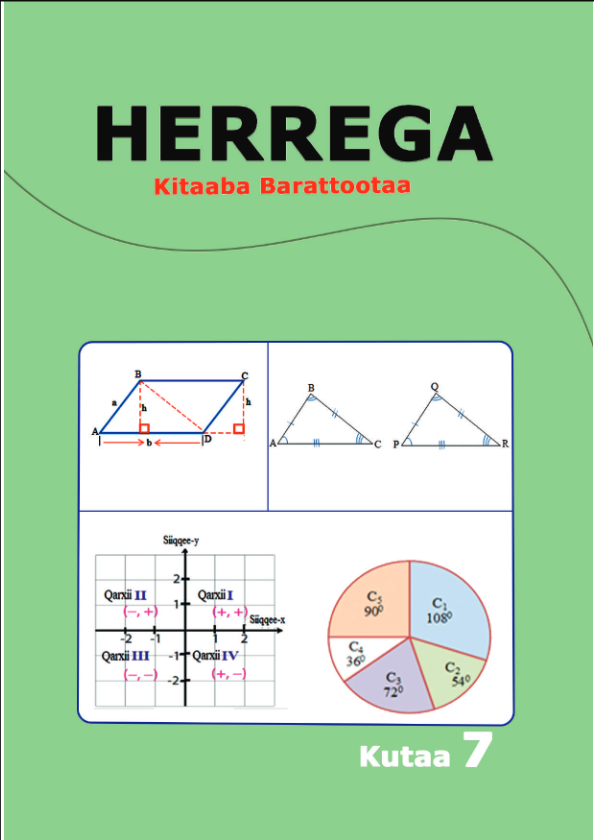 HERREGA
Kitaaba Barattootaa
B C
a h h
A D
b
B Q
A C P R
Siiqqee-y
2
Qarxii II Qarxii I
(−, +) 1 (+, +)
Siiqqee-x
-2 -1 1 2
Qarxii III -1 Qarxii IV
(−, −) (+, −)
-2
C5
90⁰
C1
108⁰
C4
36⁰
C2
54⁰
C3
72⁰
Kutaa 7